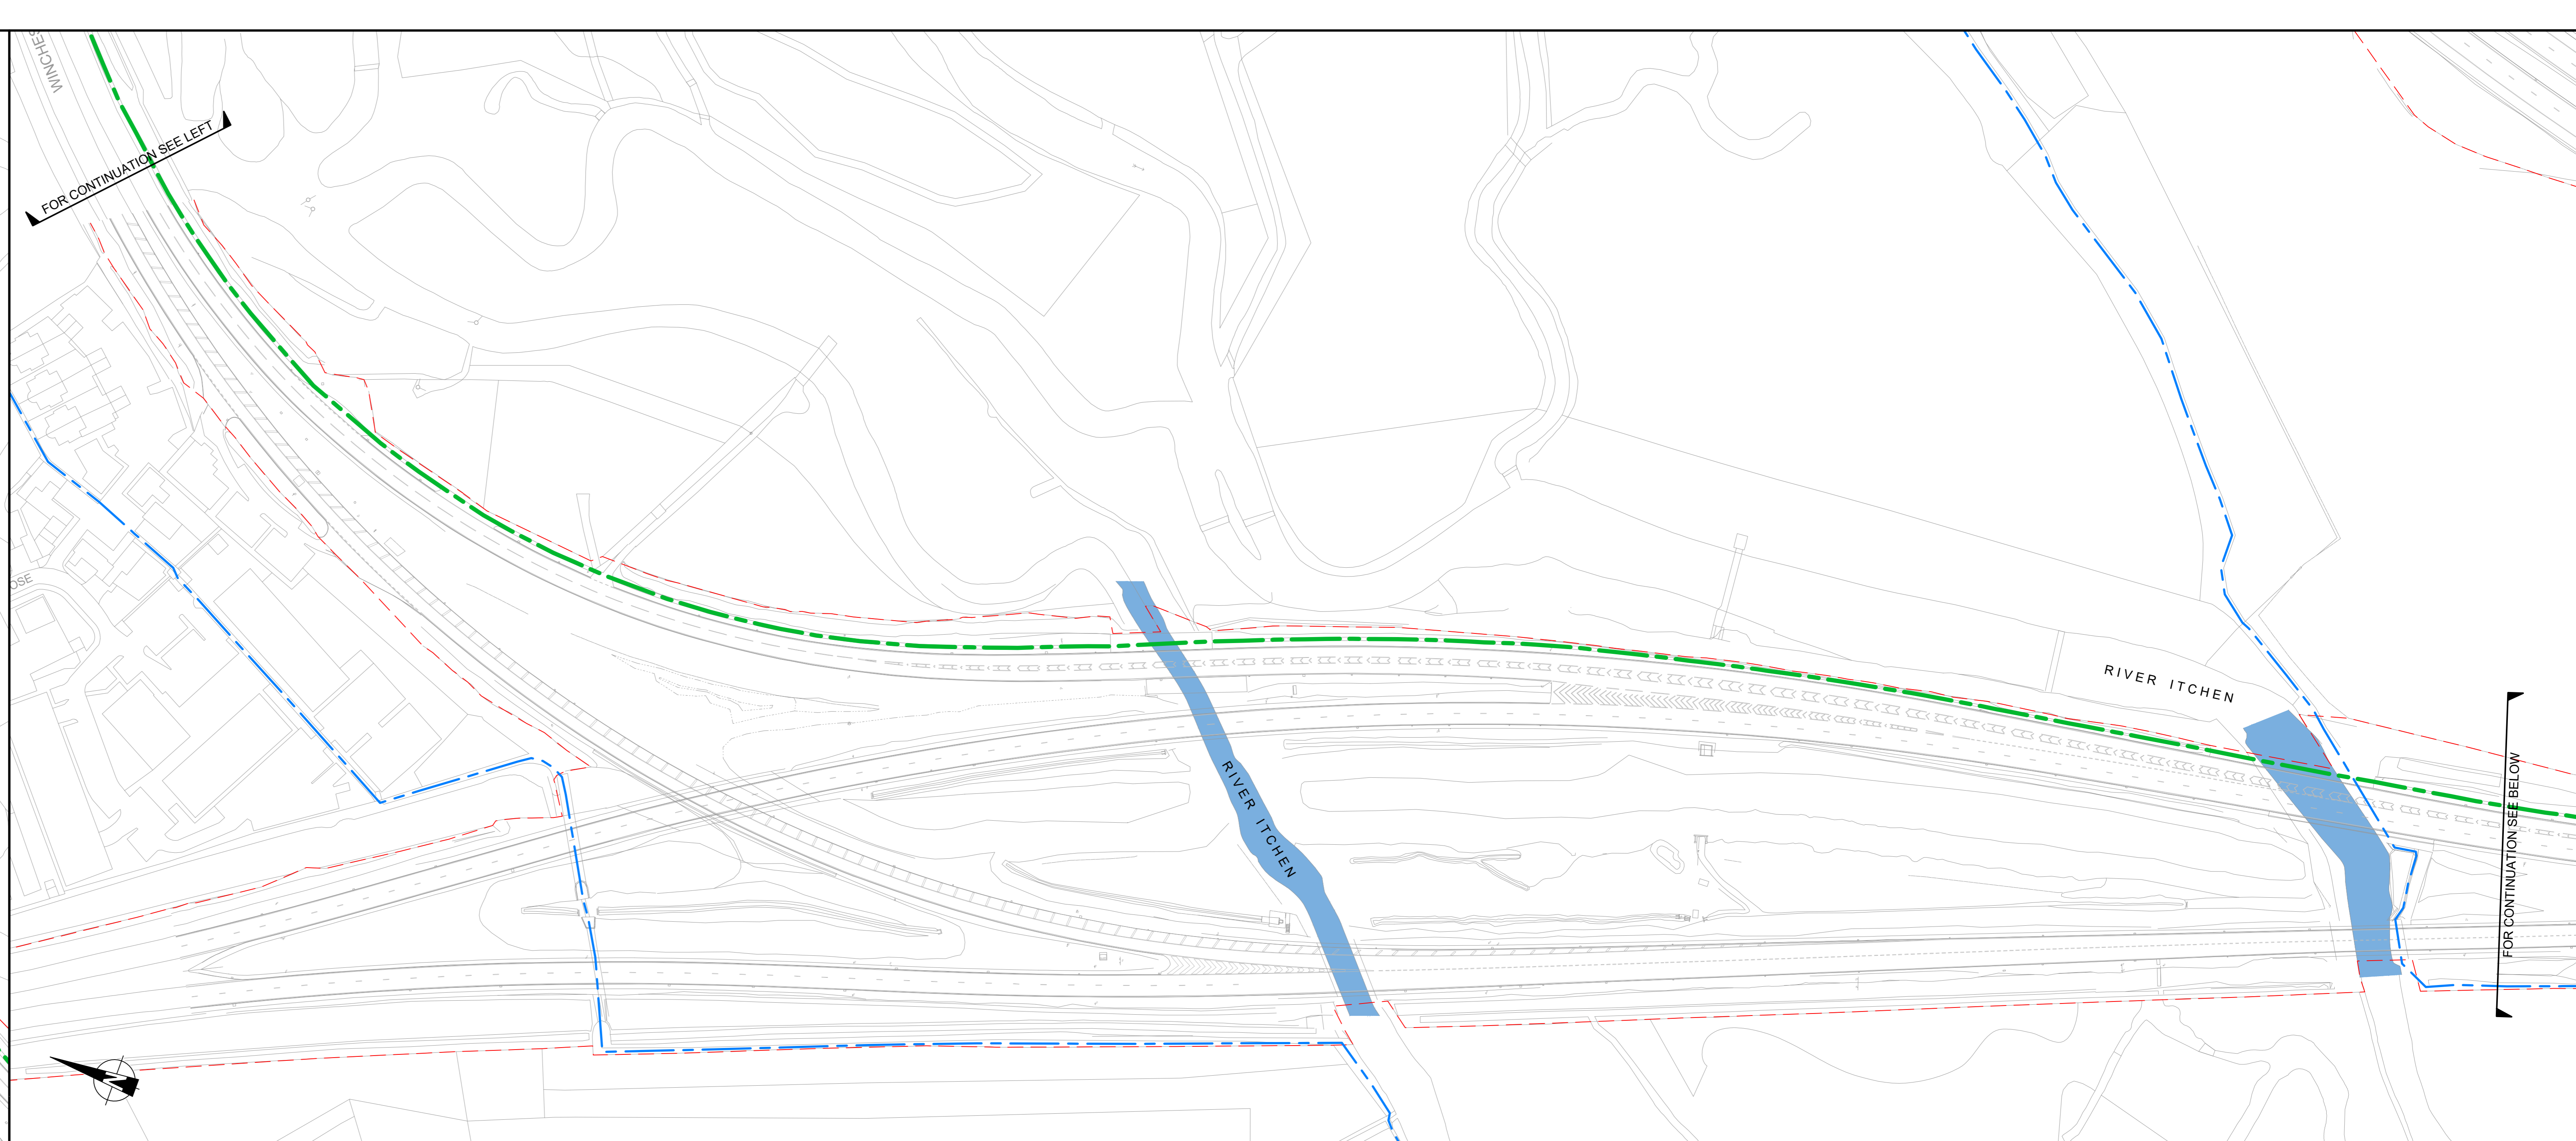 WINCHES
FOR CONTINUATION SEE LEFT
OSE
RIVER ITCHEN
RIVER ITCHEN
FOR CONTINUATION SEE BELOW